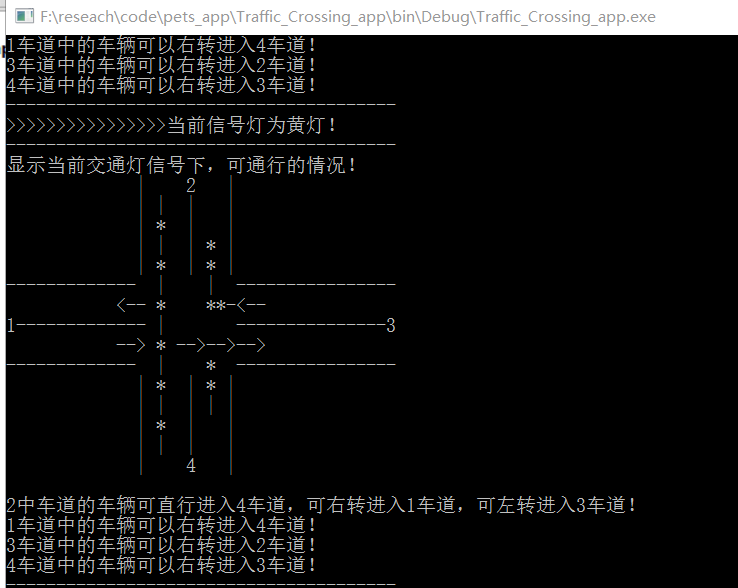 F:\reseach\code\pets_app\Traffic_Crossing_app\bin\Debug\Traffic_Crossing_app.exe
1车道中的车辆可以右转进入4车道!
3车道中的车辆可以右转进入2车道!
4车道中的车辆可以右转进入3车道!
---------------------------------------
>>>>>>>>>>>>>>>>当前信号灯为黄灯!
---------------------------------------
显示当前交通灯信号下，可通行的情况!
             |    2   |
             | |  |   |
             | *  |   |
             | |  | * |
             | *  | * |
-------------  |    |  ----------------
           <-- *    **-<--
1------------- |       ---------------3
           --> * -->-->-->
-------------  |    *  ----------------
             | *  | * |
             | |  | | |
             | *  |   |
             | |  |   |
             |    4   |
2中车道的车辆可直行进入4车道，可右转进入1车道，可左转进入3车道!
1车道中的车辆可以右转进入4车道!
3车道中的车辆可以右转进入2车道!
4车道中的车辆可以右转进入3车道!
---------------------------------------